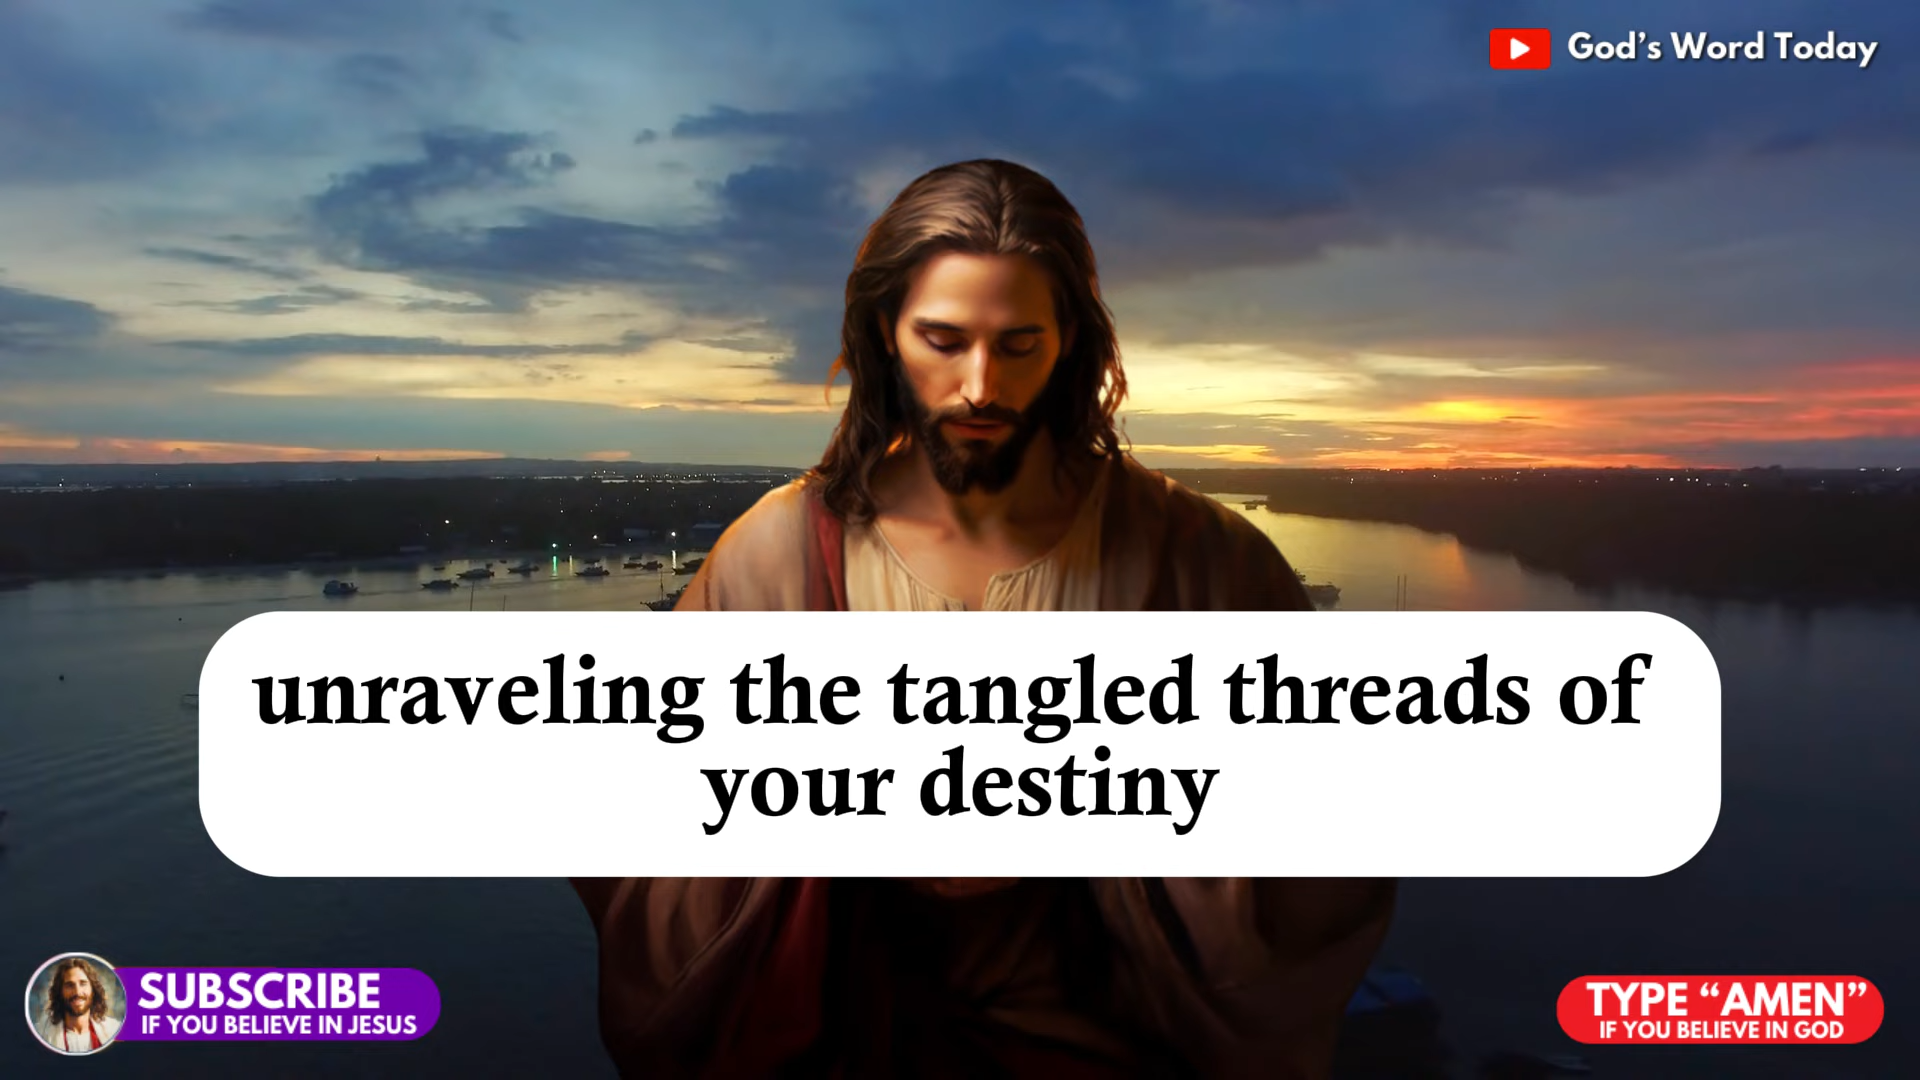 God's Word Today
unraveling the tangled threads of
your destiny
SUBSCRIBE
IF YOU BELIEVE IN JESUS
TYPE “AMEN”
IF YOU BELIEVE IN GOD